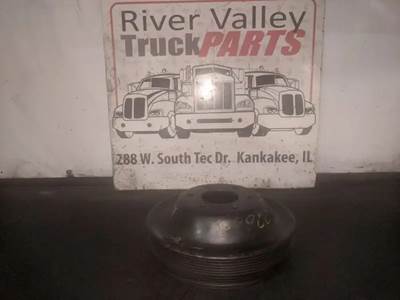 River Valley
TruckPARTS
288 W. South Tec Dr. Kankakee, IL